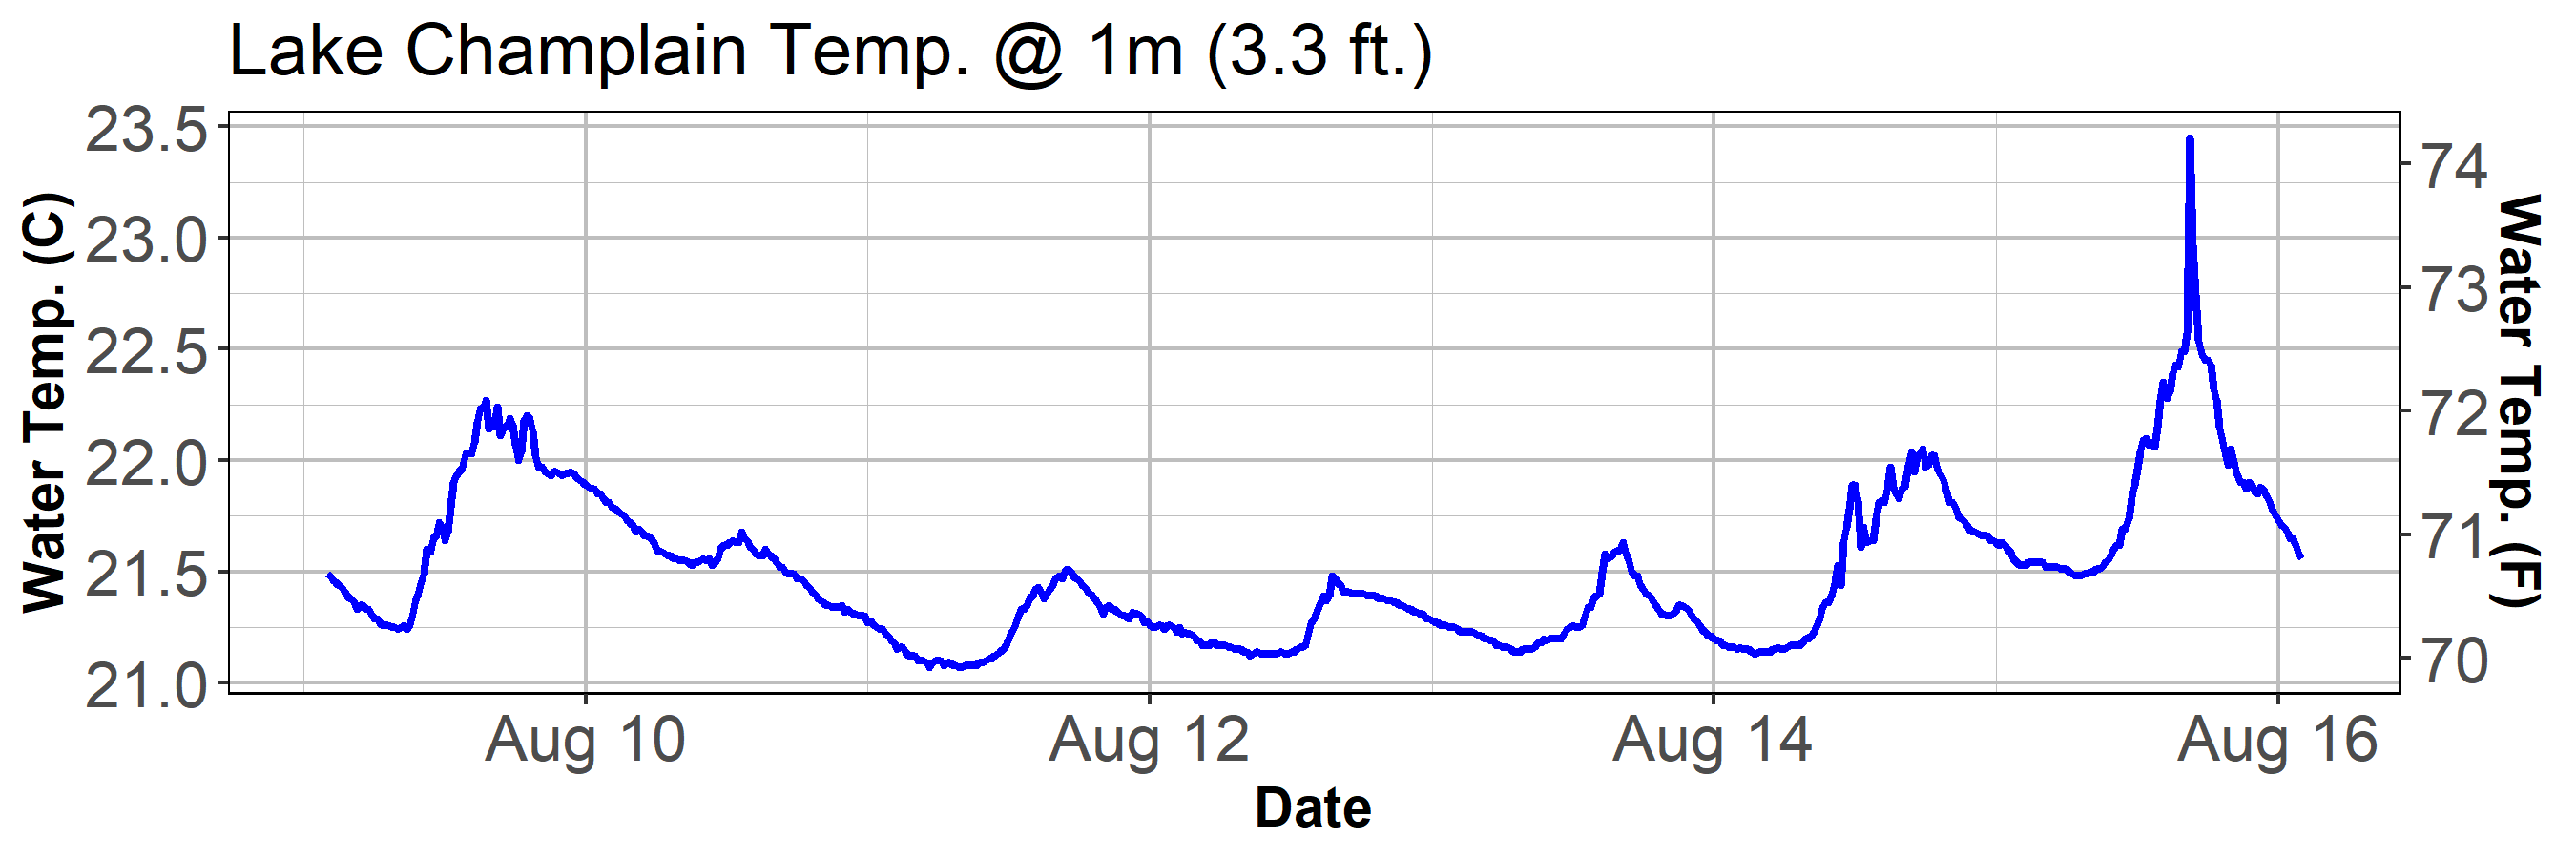 Lake Champlain Temp. @ 1m (3.3 ft.)
Water Temp. (C)
23.5
23.0
22.5
22.0
21.5
21.0
74
73
72
71
70
Water Temp. (F)
Aug 10 Aug 12 Aug 14 Aug 16
Date